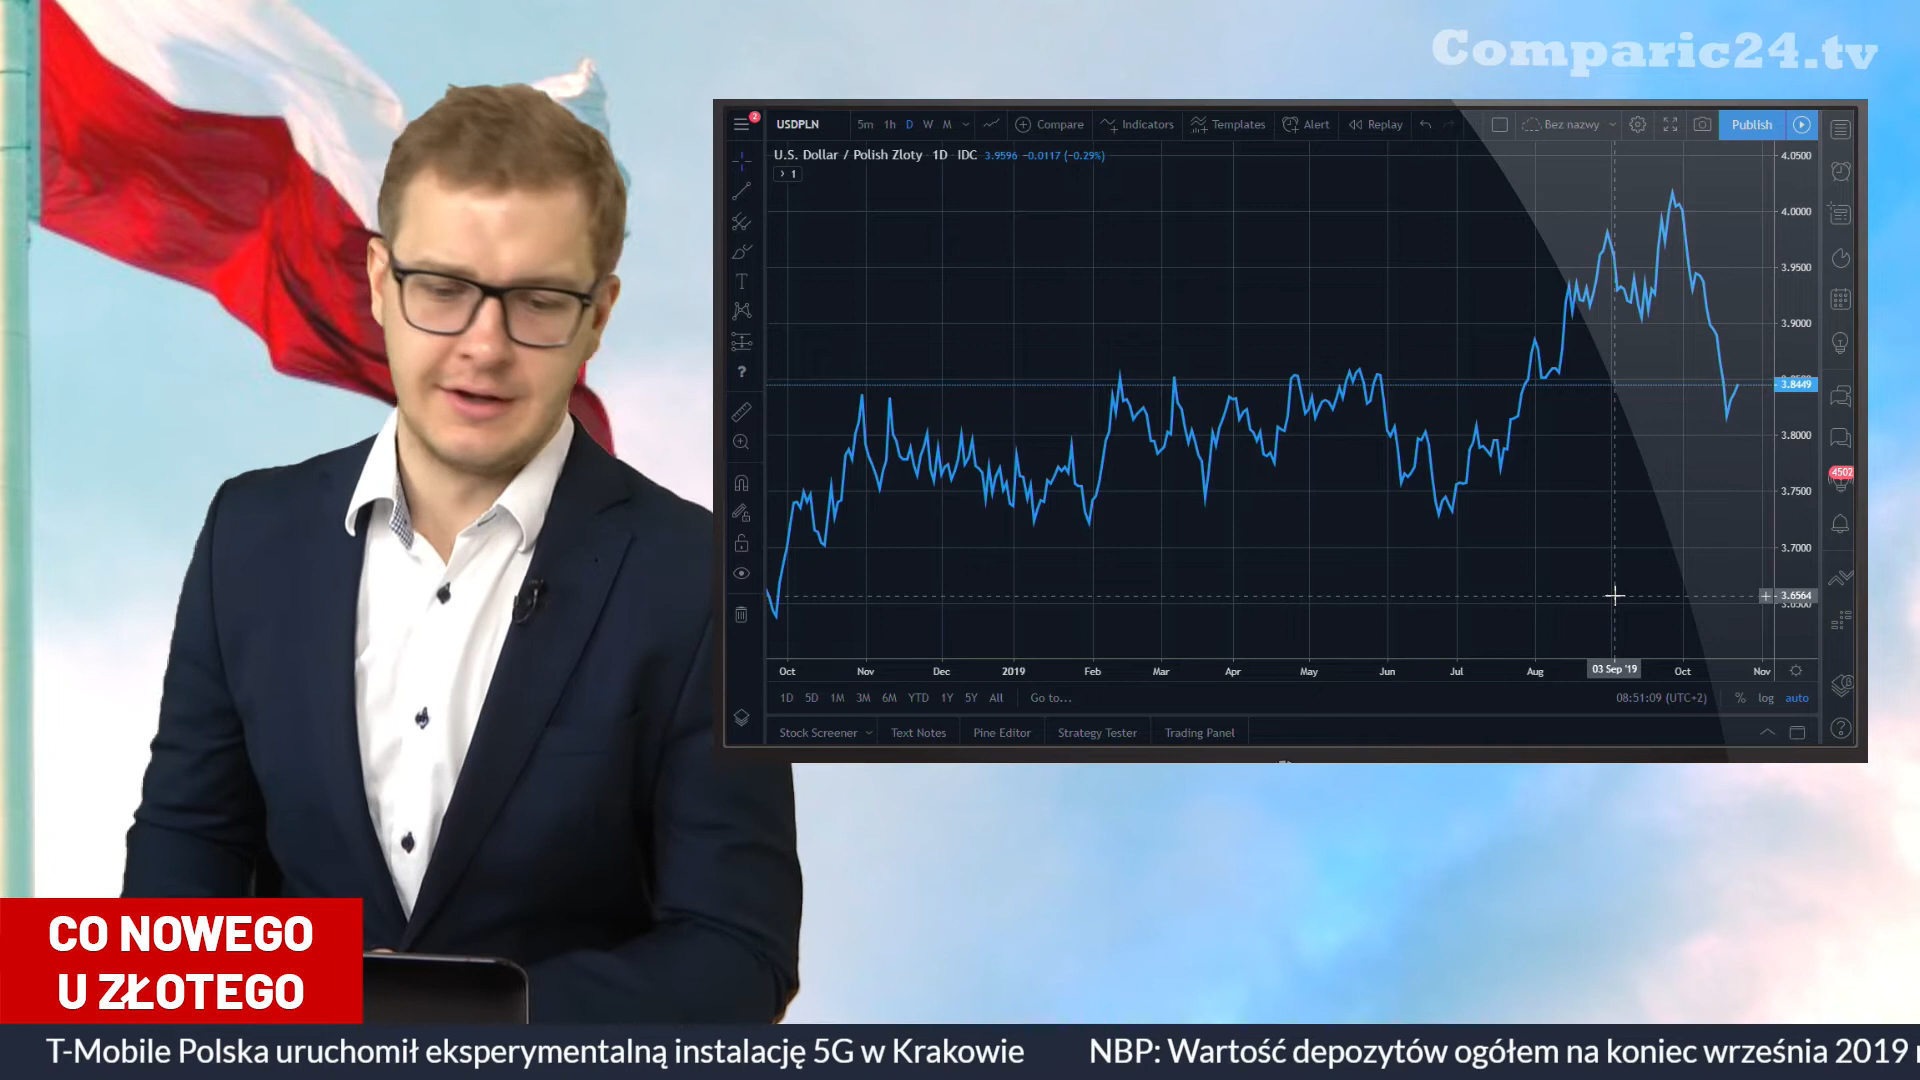 Comparic24.tv
2
USDPLN
5m 1h D W M Compare Indicators Templates Alert Replay Bez nazwy Publish
U.S. Dollar / Polish Zloty · 1D · IDC 3.9596 −0.0117 (−0.29%)
1
4.0500
4.0000
3.9500
3.9000
3.8449
3.8000
3.7500
3.7000
3.6564
4502
Oct Nov Dec 2019 Feb Mar Apr May Jun Jul Aug 03 Sep '19 Oct Nov
1D 5D 1M 3M 6M YTD 1Y 5Y All Go to... 08:51:09 (UTC+2) % log auto
Stock Screener Text Notes Pine Editor Strategy Tester Trading Panel
CO NOWEGO
U ZŁOTEGO
T-Mobile Polska uruchomił eksperymentalną instalację 5G w Krakowie NBP: Wartość depozytów ogółem na koniec września 2019